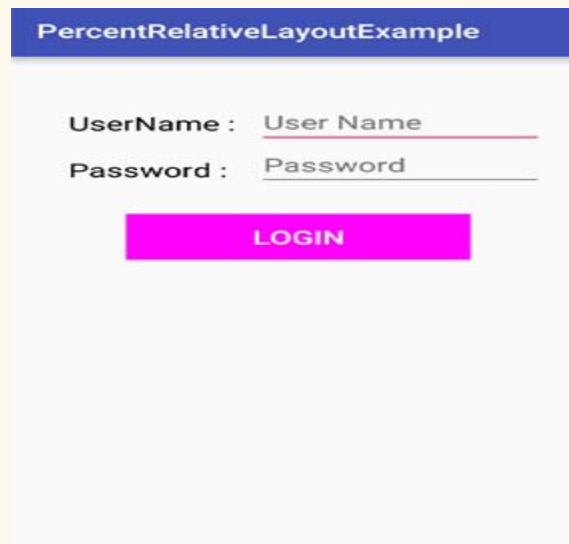 PercentRelativeLayoutExample
UserName : User Name
Password : Password
LOGIN